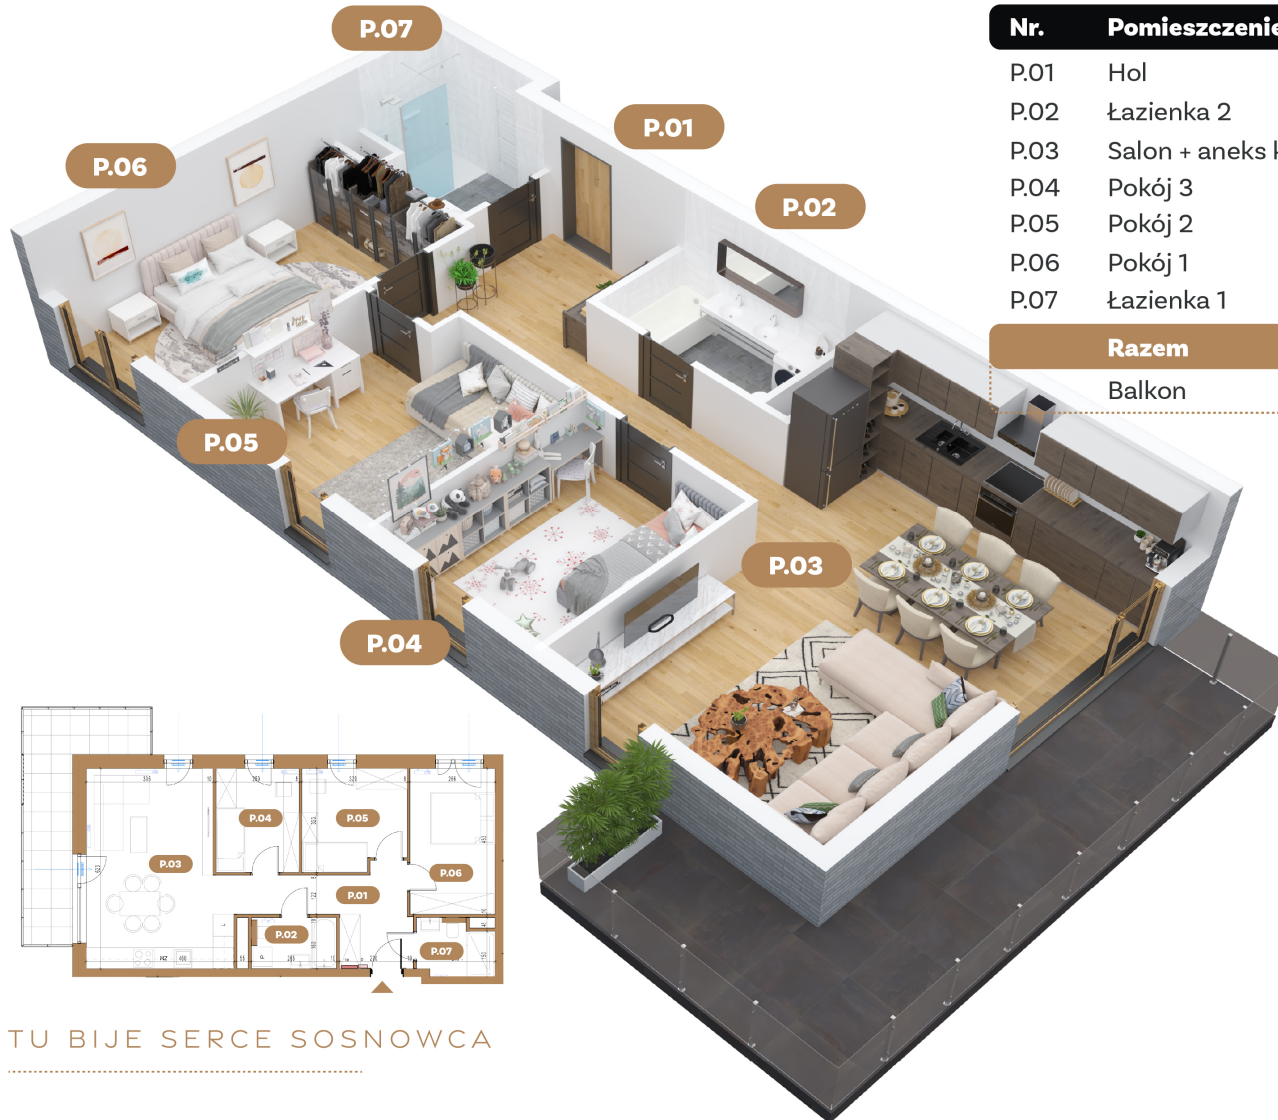 P.07
P.01
P.06
P.02
P.05
P.03
P.04
Nr. Pomieszczenie
P.01 Hol
P.02 Łazienka 2
P.03 Salon + aneks
P.04 Pokój 3
P.05 Pokój 2
P.06 Pokój 1
P.07 Łazienka 1
Razem
Balkon
P.04
P.05
P.03
P.06
P.01
P.02
P.07
TU BIJE SERCE SOSNOWCA